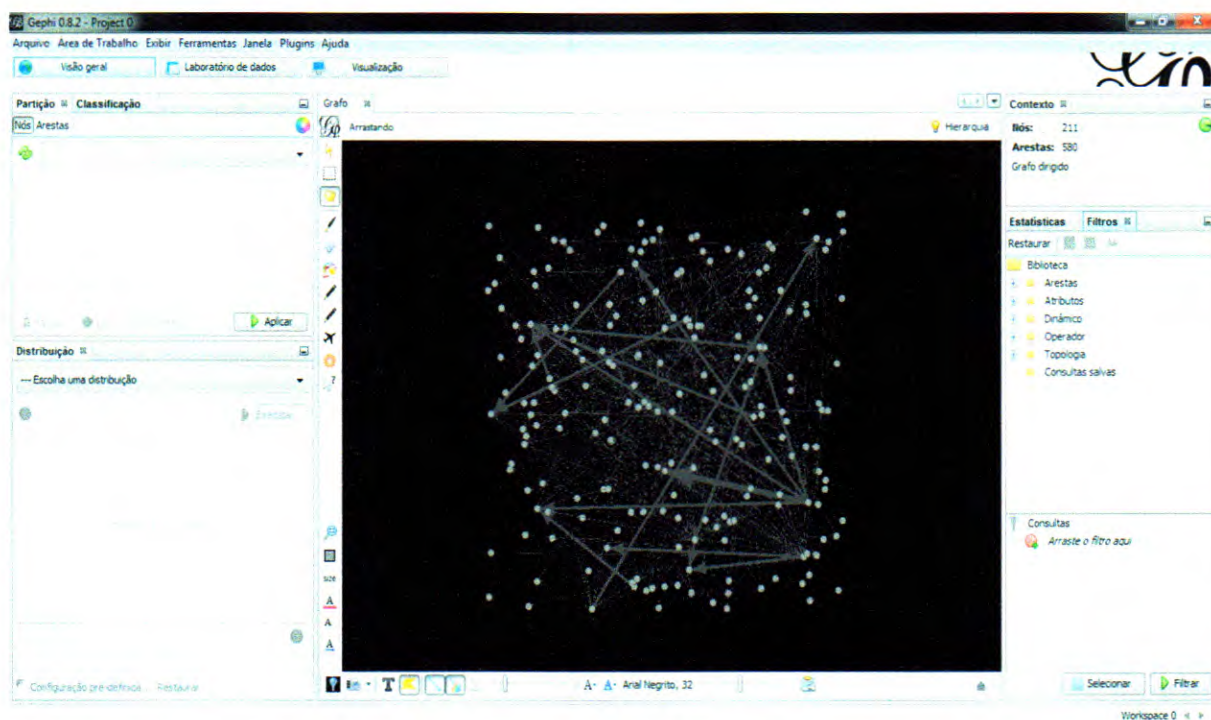 Gephi 0.8.2 - Project 0
Arquivo Área de Trabalho Exibir Ferramentas Janela Plugins Ajuda
Visão geral Laboratório de dados Visualização
Partição Classificação
Nós Arestas
Aplicar
Distribuição
--- Escolha uma distribuição
Configuração pre-definida... Restaurar
Grafo
Arrastando Hierarquia
size
A
A
A
T A- A- Arial Negrito, 32
Contexto
Nós: 211
Arestas: 580
Grafo dirigido
Estatísticas Filtros
Restaurar
Biblioteca
Arestas
Atributos
Dinâmico
Operador
Topologia
Consultas salvas
Consultas
Arraste o filtro aqui
Selecionar Filtrar
Workspace 0